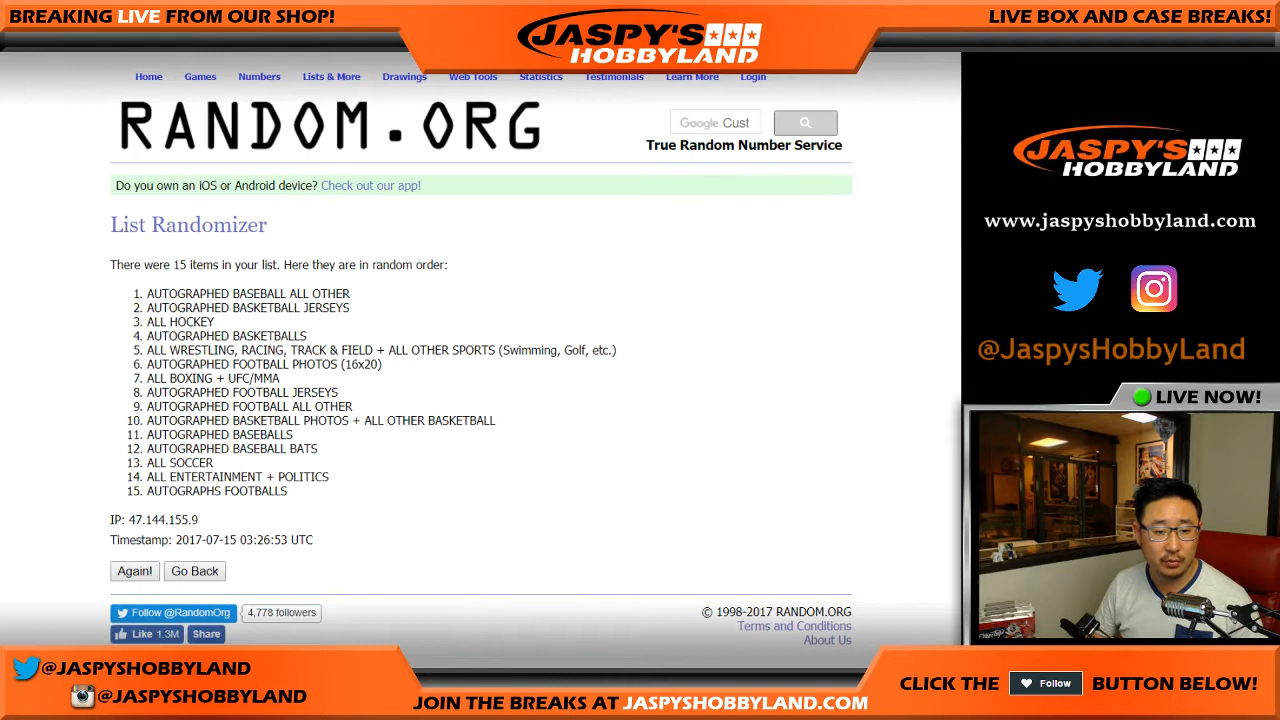 BREAKING LIVE FROM OUR SHOP!
JASPY'S
HOBBYLAND
LIVE BOX AND CASE BREAKS!
Home Games Numbers Lists & More Drawings Web Tools Statistics Testimonials Learn More Login
RANDOM.ORG
Google Cust
True Random Number Service
Do you own an iOS or Android device? Check out our app!
List Randomizer
There were 15 items in your list. Here they are in random order:
1. AUTOGRAPHED BASEBALL ALL OTHER
2. AUTOGRAPHED BASKETBALL JERSEYS
3. ALL HOCKEY
4. AUTOGRAPHED BASKETBALLS
5. ALL WRESTLING, RACING, TRACK & FIELD + ALL OTHER SPORTS (Swimming, Golf, etc.)
6. AUTOGRAPHED FOOTBALL PHOTOS (16x20)
7. ALL BOXING + UFC/MMA
8. AUTOGRAPHED FOOTBALL JERSEYS
9. AUTOGRAPHED FOOTBALL ALL OTHER
10. AUTOGRAPHED BASKETBALL PHOTOS + ALL OTHER BASKETBALL
11. AUTOGRAPHED BASEBALLS
12. AUTOGRAPHED BASEBALL BATS
13. ALL SOCCER
14. ALL ENTERTAINMENT + POLITICS
15. AUTOGRAPHS FOOTBALLS
IP: 47.144.155.9
Timestamp: 2017-07-15 03:26:53 UTC
Again! Go Back
Follow @RandomOrg 4,778 followers
Like 1.3M Share
© 1998-2017 RANDOM.ORG
Terms and Conditions
About Us
JASPY'S
HOBBYLAND
www.jaspyshobbyland.com
@JaspysHobbyLand
LIVE NOW!
@JASPYSHOBBYLAND
@JASPYSHOBBYLAND
JOIN THE BREAKS AT JASPYSHOBBYLAND.COM
CLICK THE Follow BUTTON BELOW!